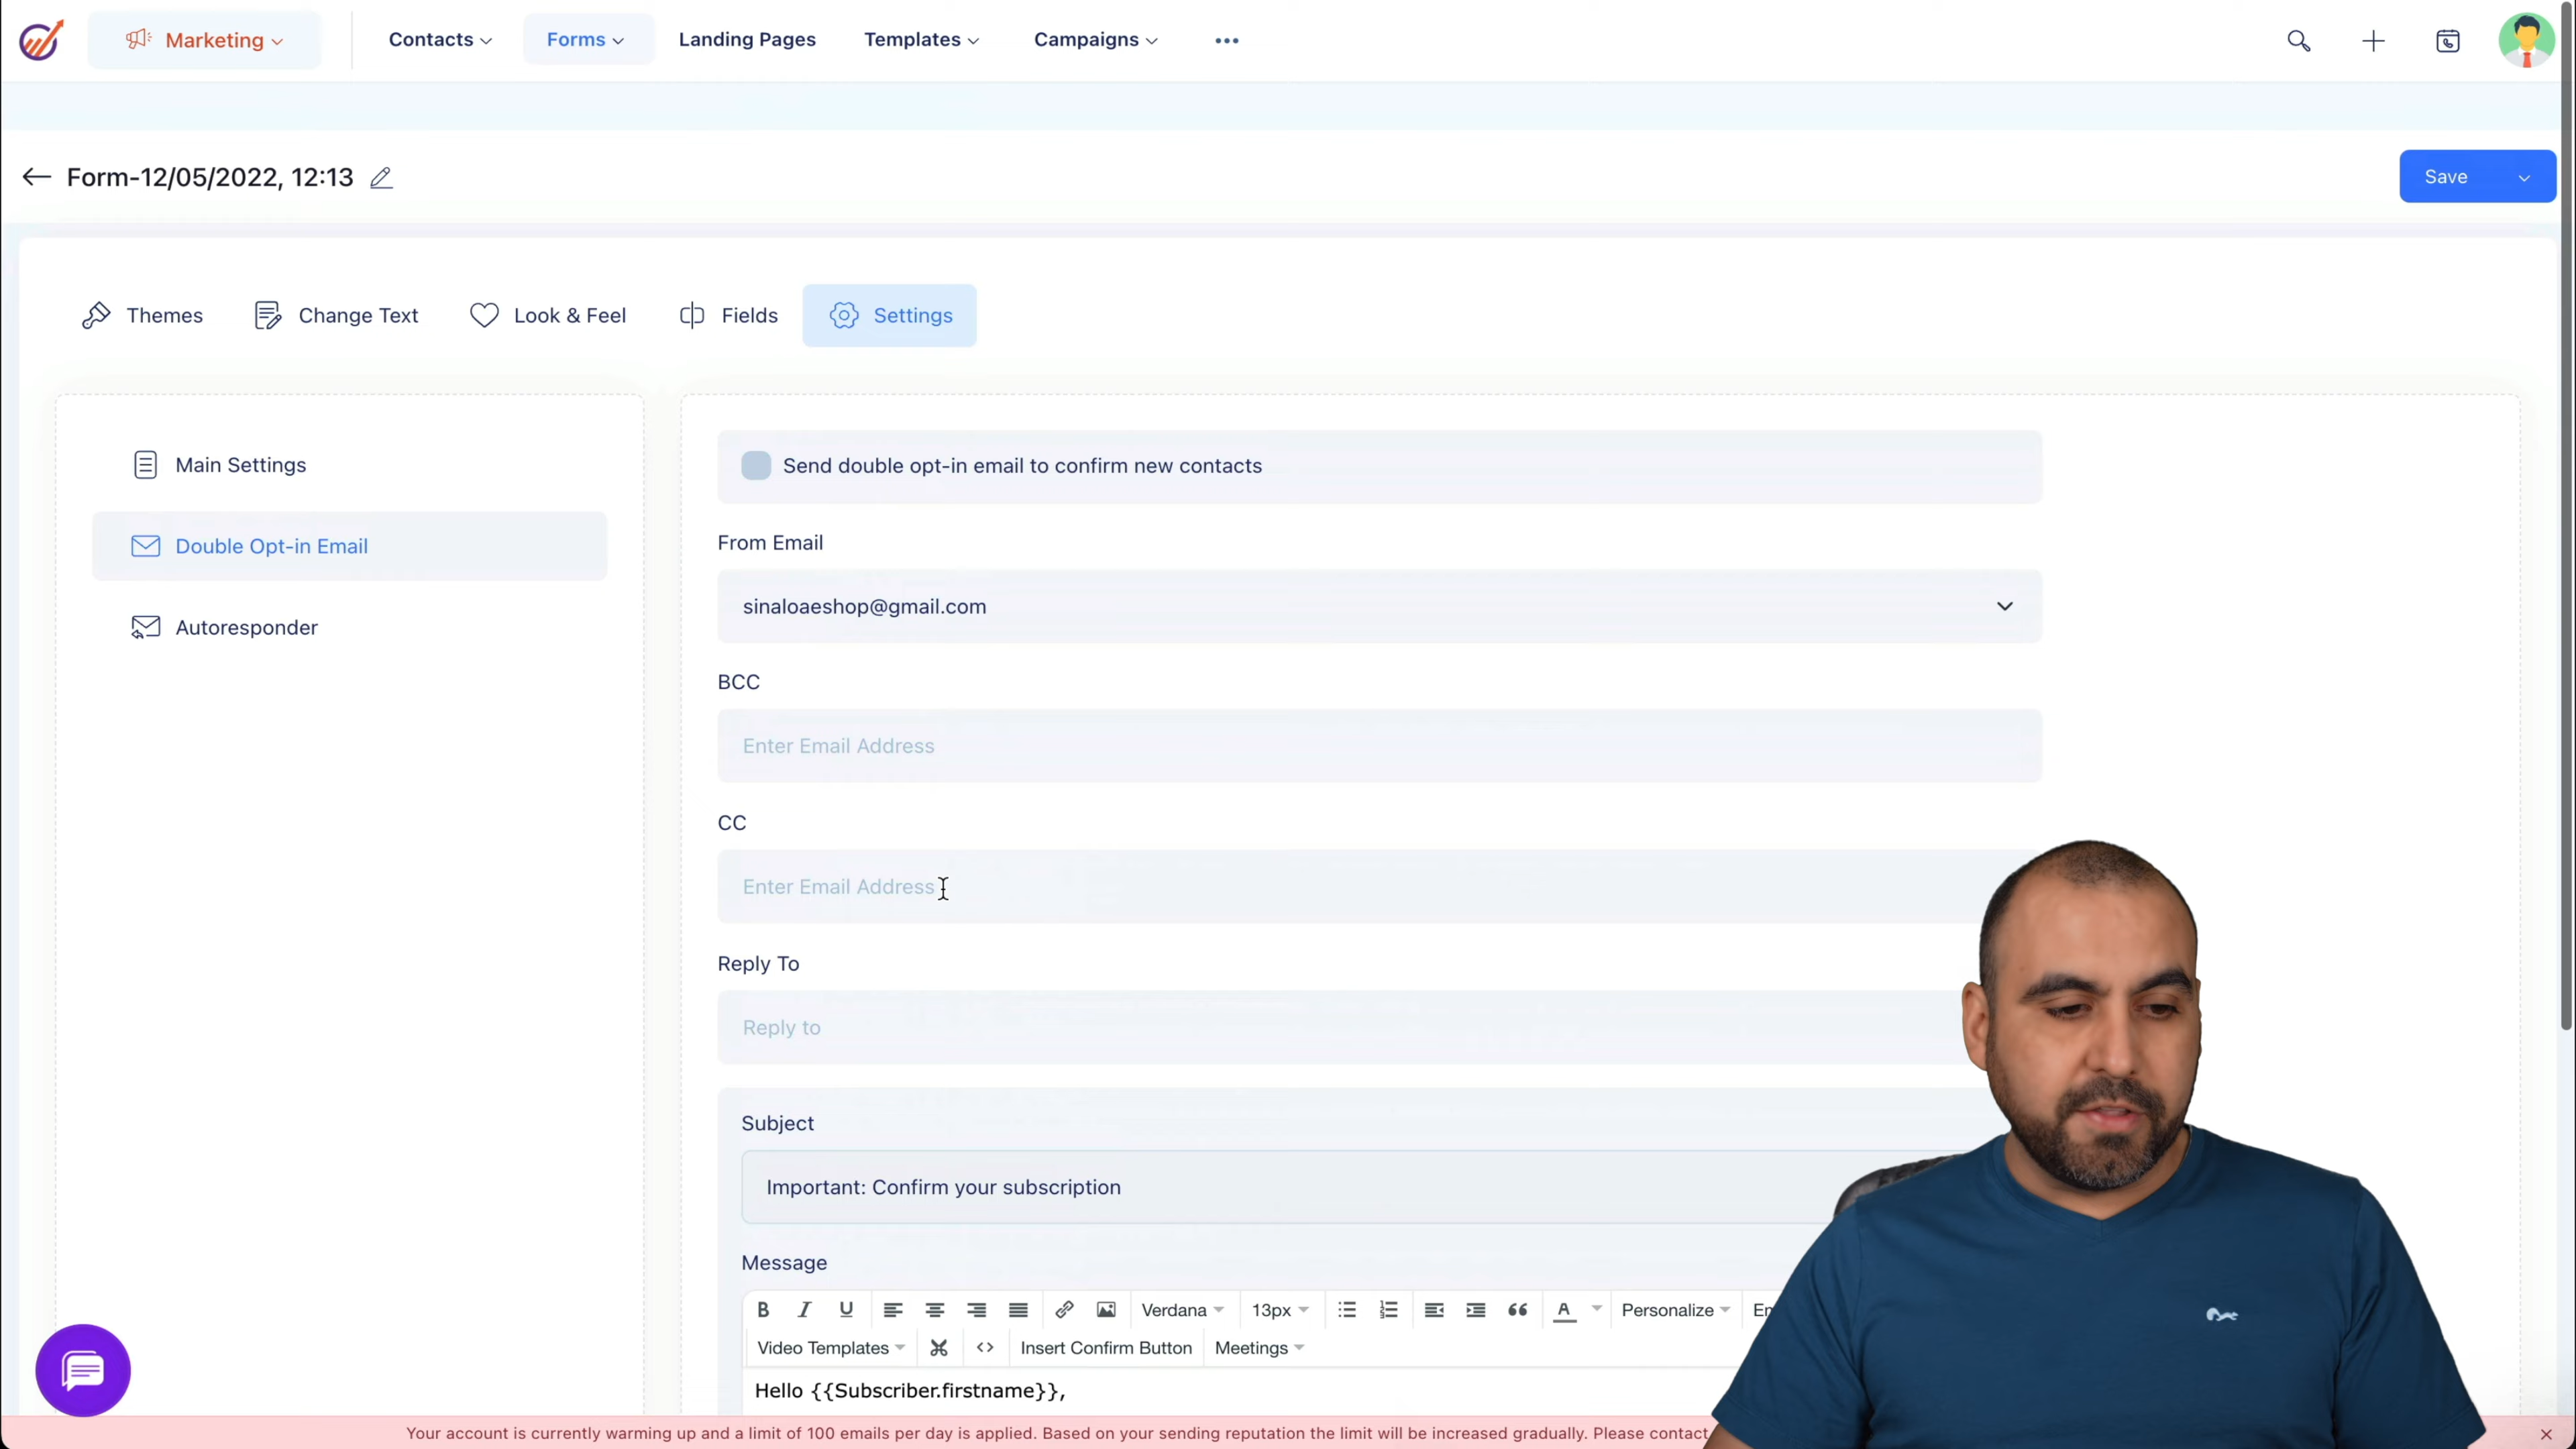 Marketing
Contacts
Forms
Landing Pages
Templates
Campaigns
Form-12/05/2022, 12:13
Save
Themes
Change Text
Look & Feel
Fields
Settings
Main Settings
Double Opt-in Email
Autoresponder
Send double opt-in email to confirm new contacts
From Email
sinaloaeshop@gmail.com
BCC
Enter Email Address
CC
Enter Email Address
Reply To
Reply to
Subject
Important: Confirm your subscription
Message
B I U Verdana 13px A Personalize
Video Templates Insert Confirm Button Meetings
Hello {{Subscriber.firstname}},
Your account is currently warming up and a limit of 100 emails per day is applied. Based on your sending reputation the limit will be increased gradually. Please contact